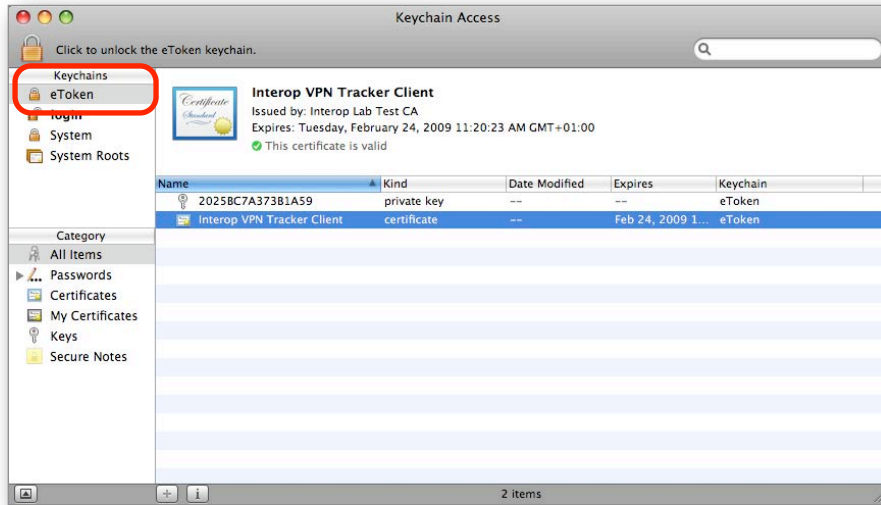 Keychain Access
Click to unlock the eToken keychain.
Keychains
eToken
login
System
System Roots
Certificate
Standard
Interop VPN Tracker Client
Issued by: Interop Lab Test CA
Expires: Tuesday, February 24, 2009 11:20:23 AM GMT+01:00
This certificate is valid
Name Kind Date Modified Expires Keychain
2025BC7A373B1A59 private key -- -- eToken
Interop VPN Tracker Client certificate -- Feb 24, 2009 1... eToken
Category
All Items
Passwords
Certificates
My Certificates
Keys
Secure Notes
2 items